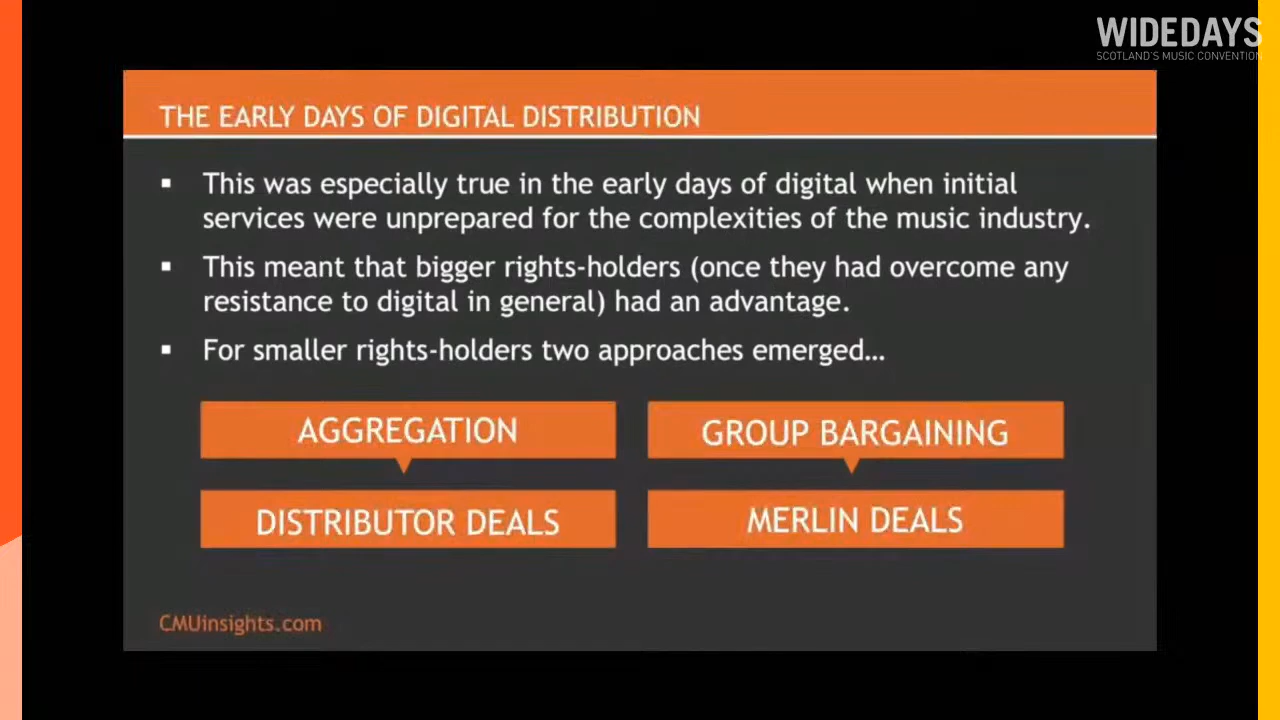 WIDEDAYS
SCOTLAND'S MUSIC CONVENTION
THE EARLY DAYS OF DIGITAL DISTRIBUTION
▪ This was especially true in the early days of digital when initial
services were unprepared for the complexities of the music industry.
▪ This meant that bigger rights-holders (once they had overcome any
resistance to digital in general) had an advantage.
▪ For smaller rights-holders two approaches emerged…
AGGREGATION
GROUP BARGAINING
DISTRIBUTOR DEALS
MERLIN DEALS
CMUinsights.com